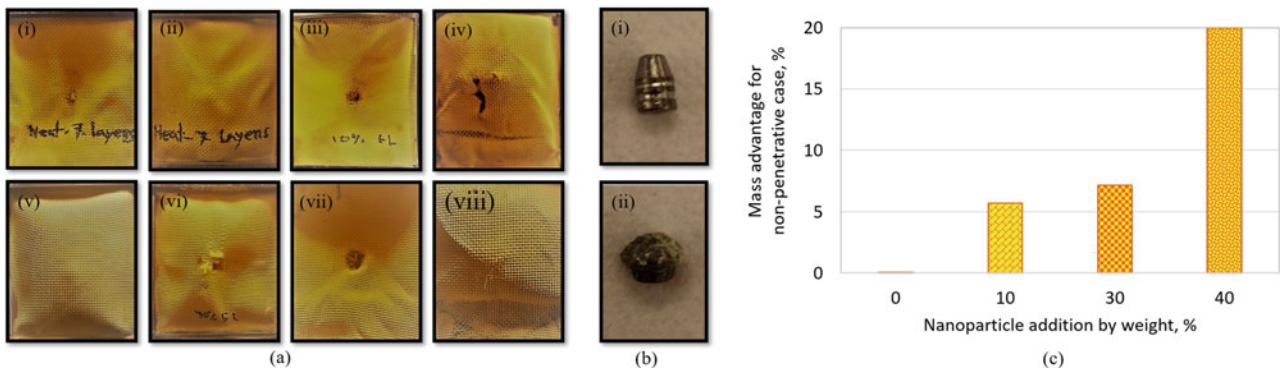 (i)
Neat-7 Layers
(ii)
Neat-7 Layers
(iii)
10% 6L
(iv)
(v)
(vi)
(vii)
(viii)
(a)
(i)
(ii)
(b)
Mass advantage for
non-penetrative case, %
20
15
10
5
0
0 10 30 40
Nanoparticle addition by weight, %
(c)